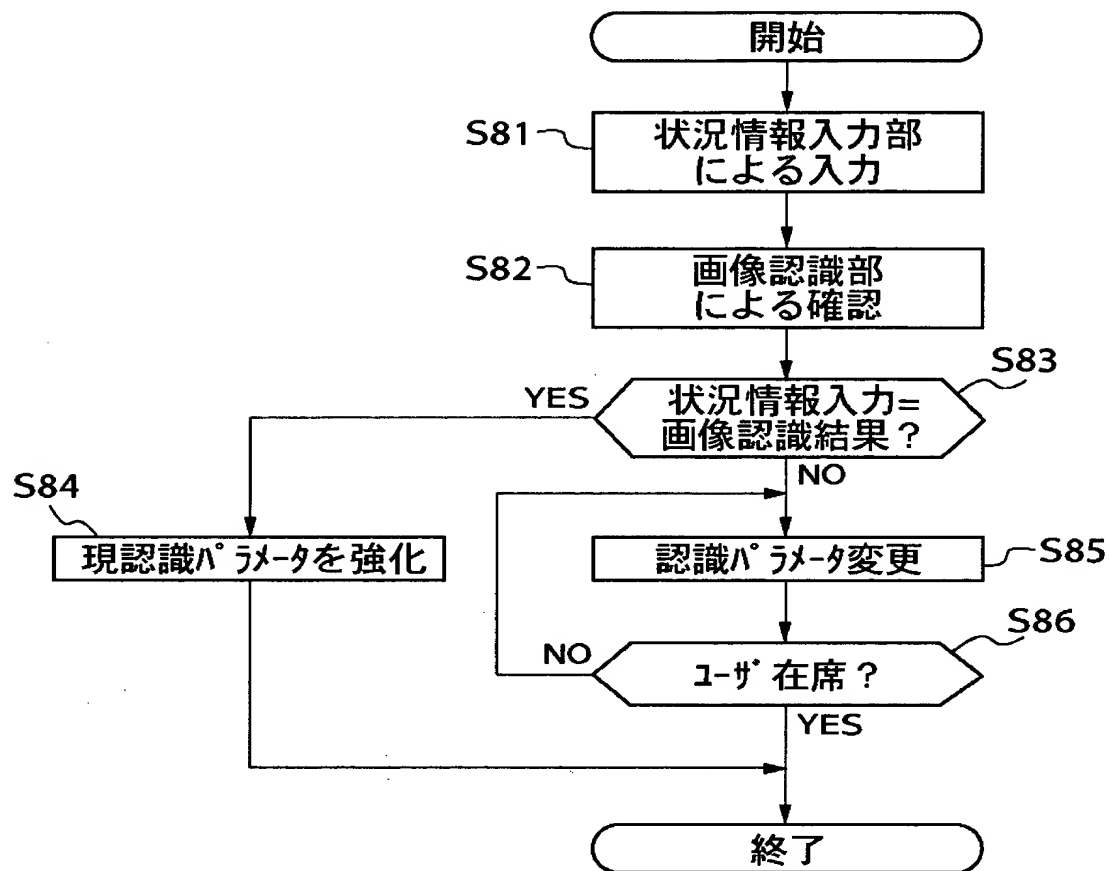 開始
S81
状況情報入力部
による入力
S82
画像認識部
による確認
S83
YES
状況情報入力=
画像認識結果？
NO
S84
現認識ﾊﾟﾗﾒｰﾀを強化
認識ﾊﾟﾗﾒｰﾀ変更
S85
S86
NO
ﾕｰｻﾞ在席？
YES
終了